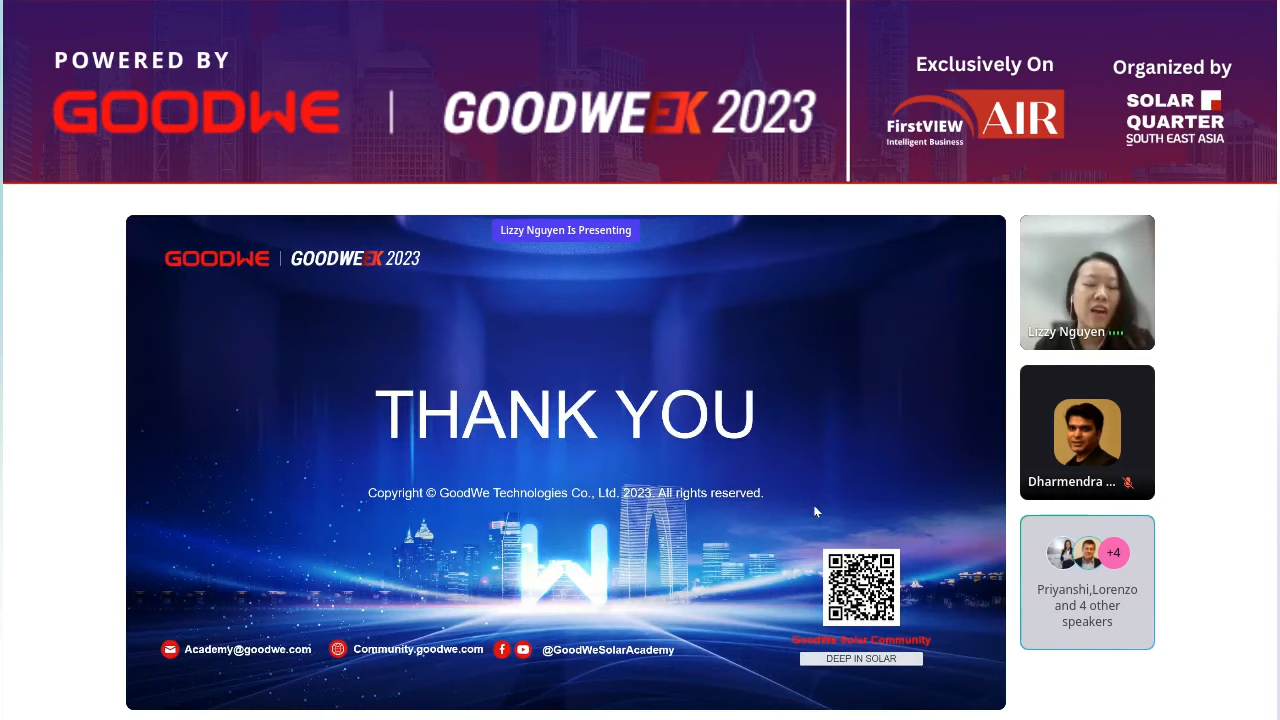 POWERED BY
GOODWE
GOODWEEK 2023
Exclusively On
FirstVIEW
Intelligent Business
AIR
Organized by
SOLAR
QUARTER
SOUTH EAST ASIA
Lizzy Nguyen Is Presenting
GOODWE
GOODWEEK 2023
THANK YOU
Copyright © GoodWe Technologies Co., Ltd. 2023. All rights reserved.
Academy@goodwe.com
Community.goodwe.com
@GoodWeSolarAcademy
GoodWe Solar Community
DEEP IN SOLAR
Lizzy Nguyen
Dharmendra ...
+4
Priyanshi,Lorenzo
and 4 other
speakers